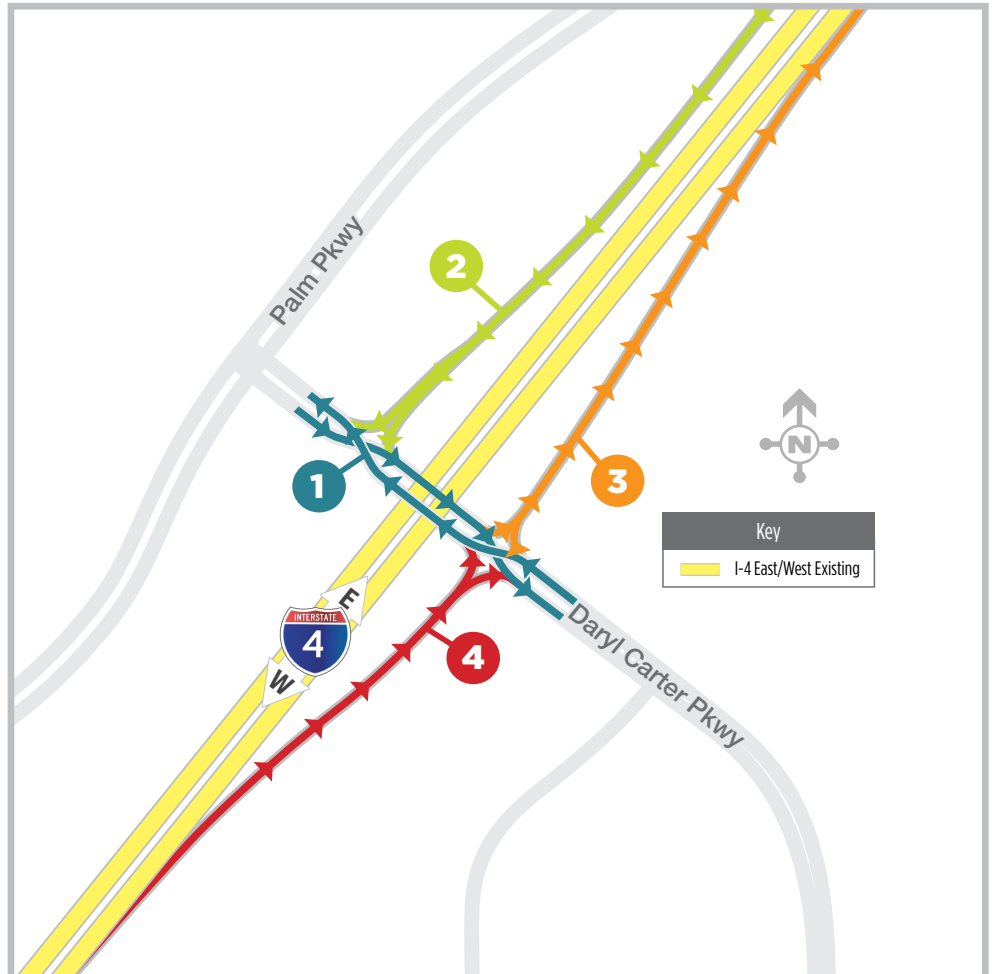 Palm Pkwy
2
1
3
N
Key
I-4 East/West Existing
E
INTERSTATE
4
W
4
Daryl Carter Pkwy